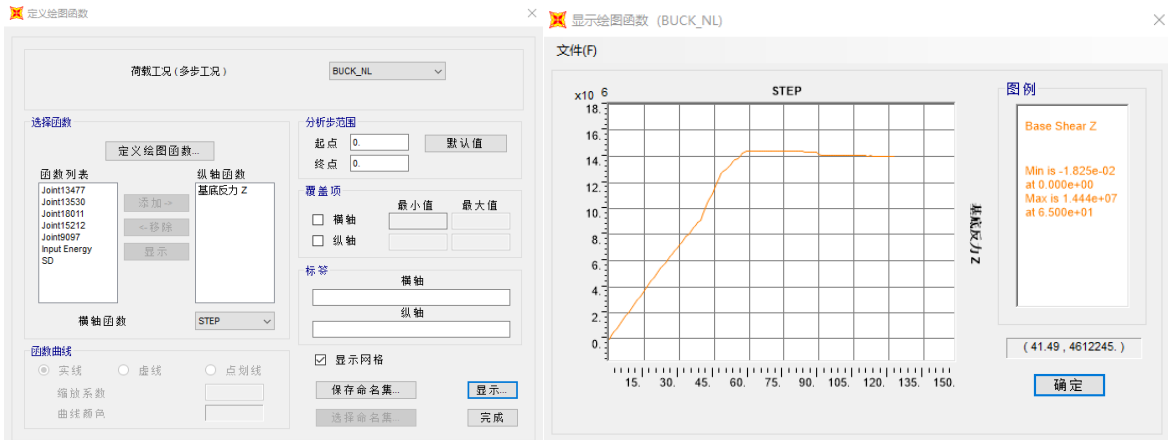 定义绘图函数
荷载工况 (多步工况)
BUCK_NL
选择函数
定义绘图函数...
函数列表
纵轴函数
Joint13477
Joint13530
Joint18011
Joint15212
Joint9097
Input Energy
SD
添加->
<-移除
显示
基底反力 Z
横轴函数
STEP
函数曲线
实线
虚线
点划线
缩放系数
曲线颜色
分析步范围
起点
0.
默认值
终点
0.
覆盖项
最小值
最大值
横轴
纵轴
标签
横轴
纵轴
显示网格
保存命名集...
显示...
选择命名集...
完成
显示绘图函数 (BUCK_NL)
文件(F)
STEP
x10 6
18.
16.
14.
12.
10.
8.
6.
4.
2.
0.
15. 30. 45. 60. 75. 90. 105. 120. 135. 150.
基底反力 Z
图例
Base Shear Z
Min is -1.825e-02
at 0.000e+00
Max is 1.444e+07
at 6.500e+01
( 41.49 , 4612245. )
确定